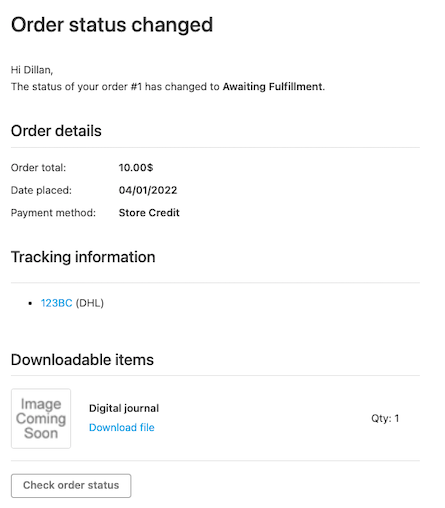 Order status changed
Hi Dillan,
The status of your order #1 has changed to Awaiting Fulfillment.
Order details
Order total: 10.00$
Date placed: 04/01/2022
Payment method: Store Credit
Tracking information
• 123BC (DHL)
Downloadable items
Image
Coming
Soon
Digital journal
Download file
Qty: 1
Check order status